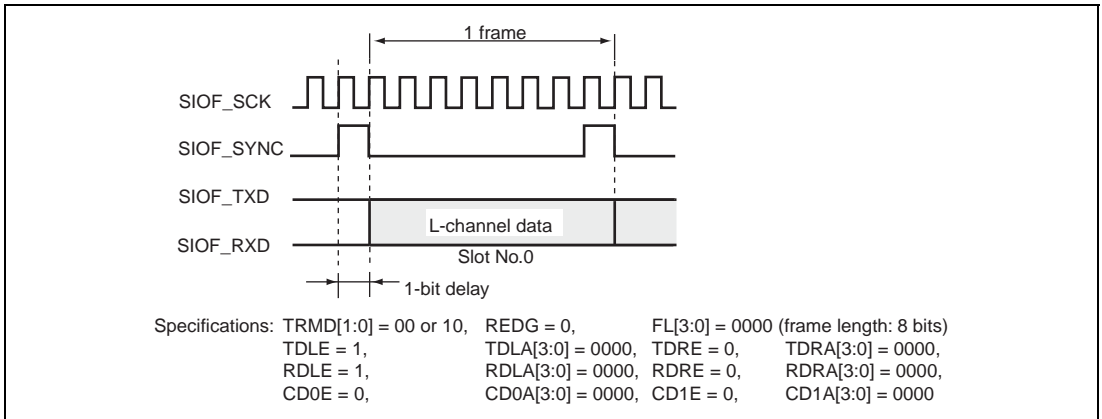 1 frame
SIOF_SCK
SIOF_SYNC
SIOF_TXD
L-channel data
SIOF_RXD
Slot No.0
1-bit delay
Specifications: TRMD[1:0] = 00 or 10, REDG = 0, FL[3:0] = 0000 (frame length: 8 bits)
TDLE = 1, TDLA[3:0] = 0000, TDRE = 0, TDRA[3:0] = 0000,
RDLE = 1, RDLA[3:0] = 0000, RDRE = 0, RDRA[3:0] = 0000,
CD0E = 0, CD0A[3:0] = 0000, CD1E = 0, CD1A[3:0] = 0000